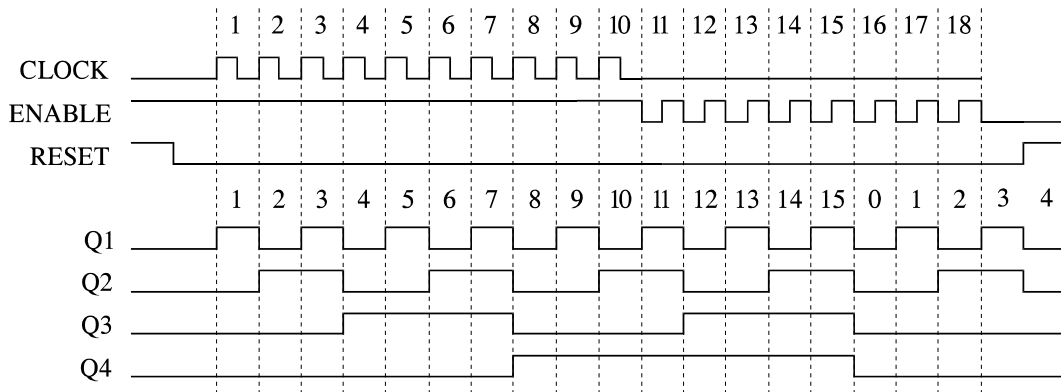 1 2 3 4 5 6 7 8 9 10 11 12 13 14 15 16 17 18
CLOCK
ENABLE
RESET
1 2 3 4 5 6 7 8 9 10 11 12 13 14 15 0 1 2 3 4
Q1
Q2
Q3
Q4